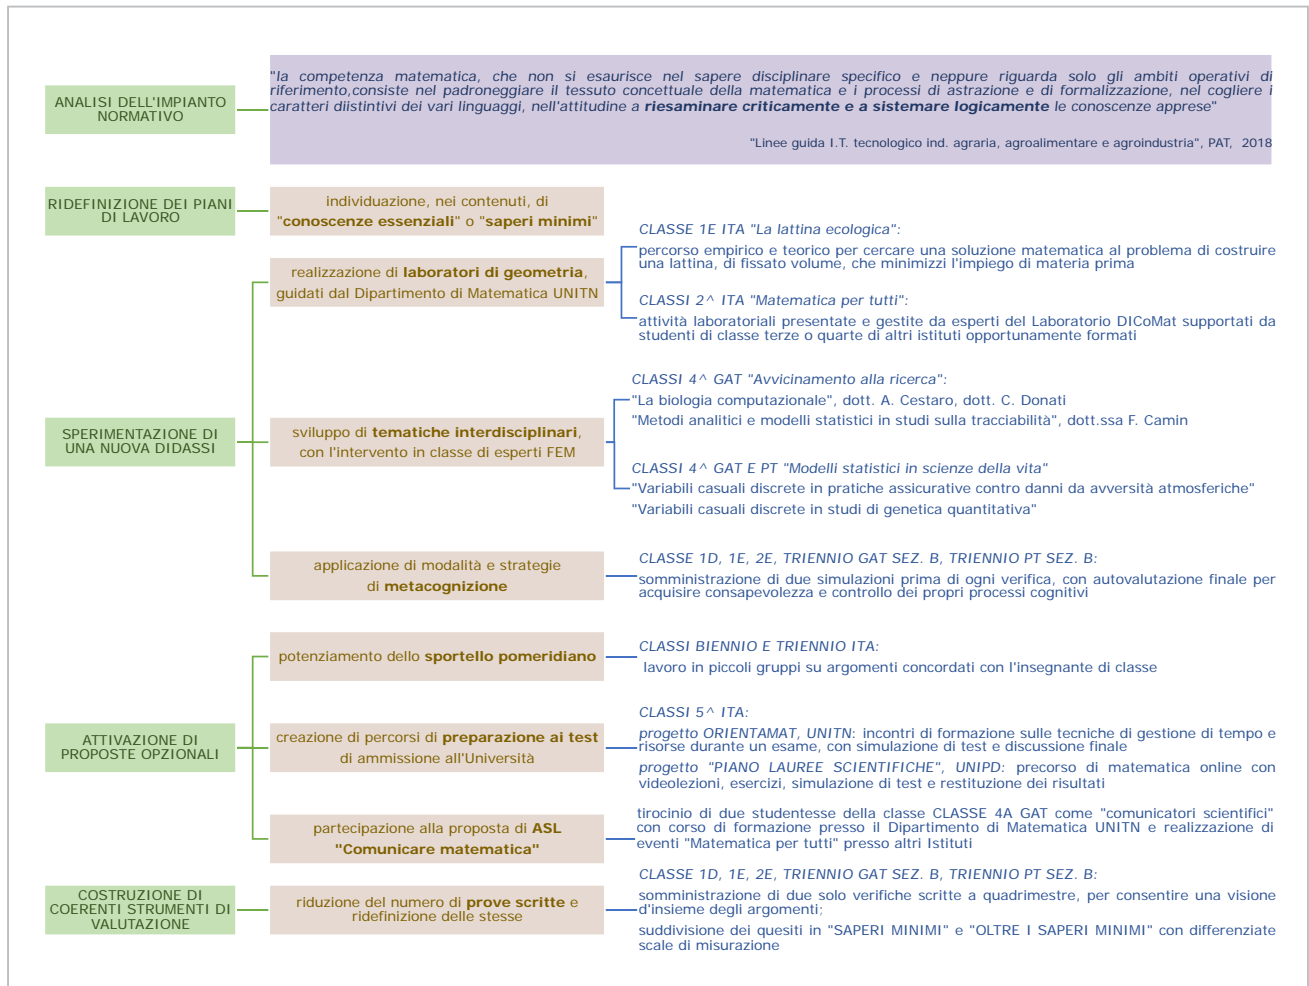 ANALISI DELL'IMPIANTO
NORMATIVO
"la competenza matematica, che non si esaurisce nel sapere disciplinare specifico e neppure riguarda solo gli ambiti operativi di
riferimento,consiste nel padroneggiare il tessuto concettuale della matematica e i processi di astrazione e di formalizzazione, nel cogliere i
caratteri diistintivi dei vari linguaggi, nell'attitudine a riesaminare criticamente e a sistemare logicamente le conoscenze apprese"
"Linee guida I.T. tecnologico ind. agraria, agroalimentare e agroindustria", PAT, 2018
RIDEFINIZIONE DEI PIANI
DI LAVORO
individuazione, nei contenuti, di
"conoscenze essenziali" o "saperi minimi"
SPERIMENTAZIONE DI
UNA NUOVA DIDASSI
realizzazione di laboratori di geometria,
guidati dal Dipartimento di Matematica UNITN
CLASSE 1E ITA "La lattina ecologica":
percorso empirico e teorico per cercare una soluzione matematica al problema di costruire
una lattina, di fissato volume, che minimizzi l'impiego di materia prima
CLASSI 2^ ITA "Matematica per tutti":
attività laboratoriali presentate e gestite da esperti del Laboratorio DICoMat supportati da
studenti di classe terze o quarte di altri istituti opportunamente formati
sviluppo di tematiche interdisciplinari,
con l'intervento in classe di esperti FEM
CLASSI 4^ GAT "Avvicinamento alla ricerca":
"La biologia computazionale", dott. A. Cestaro, dott. C. Donati
"Metodi analitici e modelli statistici in studi sulla tracciabilità", dott.ssa F. Camin
CLASSI 4^ GAT E PT "Modelli statistici in scienze della vita"
"Variabili casuali discrete in pratiche assicurative contro danni da avversità atmosferiche"
"Variabili casuali discrete in studi di genetica quantitativa"
applicazione di modalità e strategie
di metacognizione
CLASSE 1D, 1E, 2E, TRIENNIO GAT SEZ. B, TRIENNIO PT SEZ. B:
somministrazione di due simulazioni prima di ogni verifica, con autovalutazione finale per
acquisire consapevolezza e controllo dei propri processi cognitivi
ATTIVAZIONE DI
PROPOSTE OPZIONALI
potenziamento dello sportello pomeridiano
CLASSI BIENNIO E TRIENNIO ITA:
lavoro in piccoli gruppi su argomenti concordati con l'insegnante di classe
creazione di percorsi di preparazione ai test
di ammissione all'Università
CLASSI 5^ ITA:
progetto ORIENTAMAT, UNITN: incontri di formazione sulle tecniche di gestione di tempo e
risorse durante un esame, con simulazione di test e discussione finale
progetto "PIANO LAUREE SCIENTIFICHE", UNIPD: precorso di matematica online con
videolezioni, esercizi, simulazione di test e restituzione dei risultati
partecipazione alla proposta di ASL
"Comunicare matematica"
tirocinio di due studentesse della classe CLASSE 4A GAT come "comunicatori scientifici"
con corso di formazione presso il Dipartimento di Matematica UNITN e realizzazione di
eventi "Matematica per tutti" presso altri Istituti
COSTRUZIONE DI
COERENTI STRUMENTI DI
VALUTAZIONE
riduzione del numero di prove scritte e
ridefinizione delle stesse
CLASSE 1D, 1E, 2E, TRIENNIO GAT SEZ. B, TRIENNIO PT SEZ. B:
somministrazione di due solo verifiche scritte a quadrimestre, per consentire una visione
d'insieme degli argomenti;
suddivisione dei quesiti in "SAPERI MINIMI" e "OLTRE I SAPERI MINIMI" con differenziate
scale di misurazione